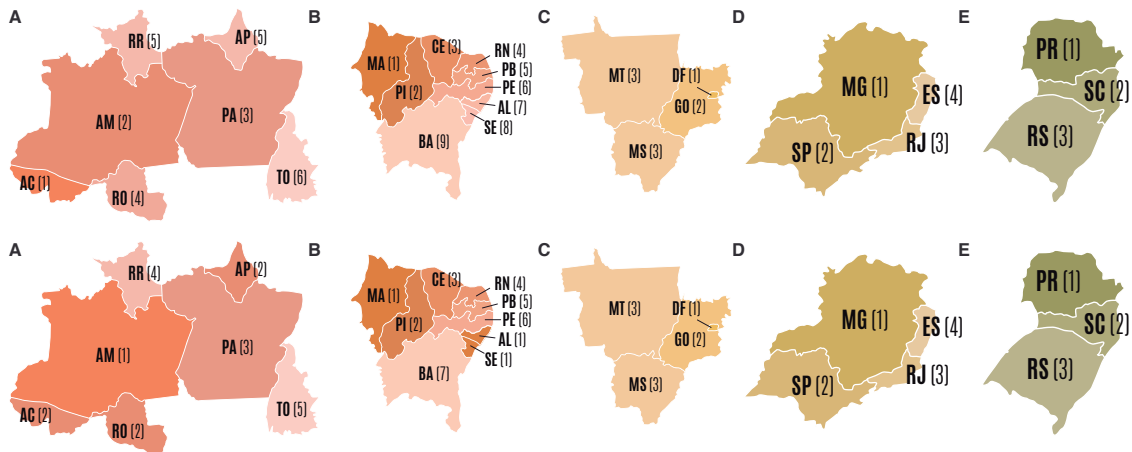 A
RR (5)
AP (5)
AM (2)
PA (3)
AC (1)
RO (4)
TO (6)
B
CE (3)
RN (4)
MA (1)
PB (5)
PI (2)
PE (6)
AL (7)
SE (8)
BA (9)
C
MT (3)
DF (1)
GO (2)
MS (3)
D
MG (1)
ES (4)
RJ (3)
SP (2)
E
PR (1)
SC (2)
RS (3)
A
RR (4)
AP (2)
AM (1)
PA (3)
AC (2)
RO (2)
TO (5)
B
CE (3)
RN (4)
MA (1)
PB (5)
PI (2)
PE (6)
AL (1)
SE (1)
BA (7)
C
MT (3)
DF (1)
GO (2)
MS (3)
D
MG (1)
ES (4)
RJ (3)
SP (2)
E
PR (1)
SC (2)
RS (3)